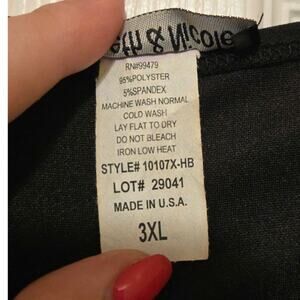 & Nicole
RN#99479
95%POLYSTER
5%SPANDEX
MACHINE WASH NORMAL
COLD WASH
LAY FLAT TO DRY
DO NOT BLEACH
IRON LOW HEAT
STYLE# 10107X-HB
LOT# 29041
MADE IN U.S.A.
3XL